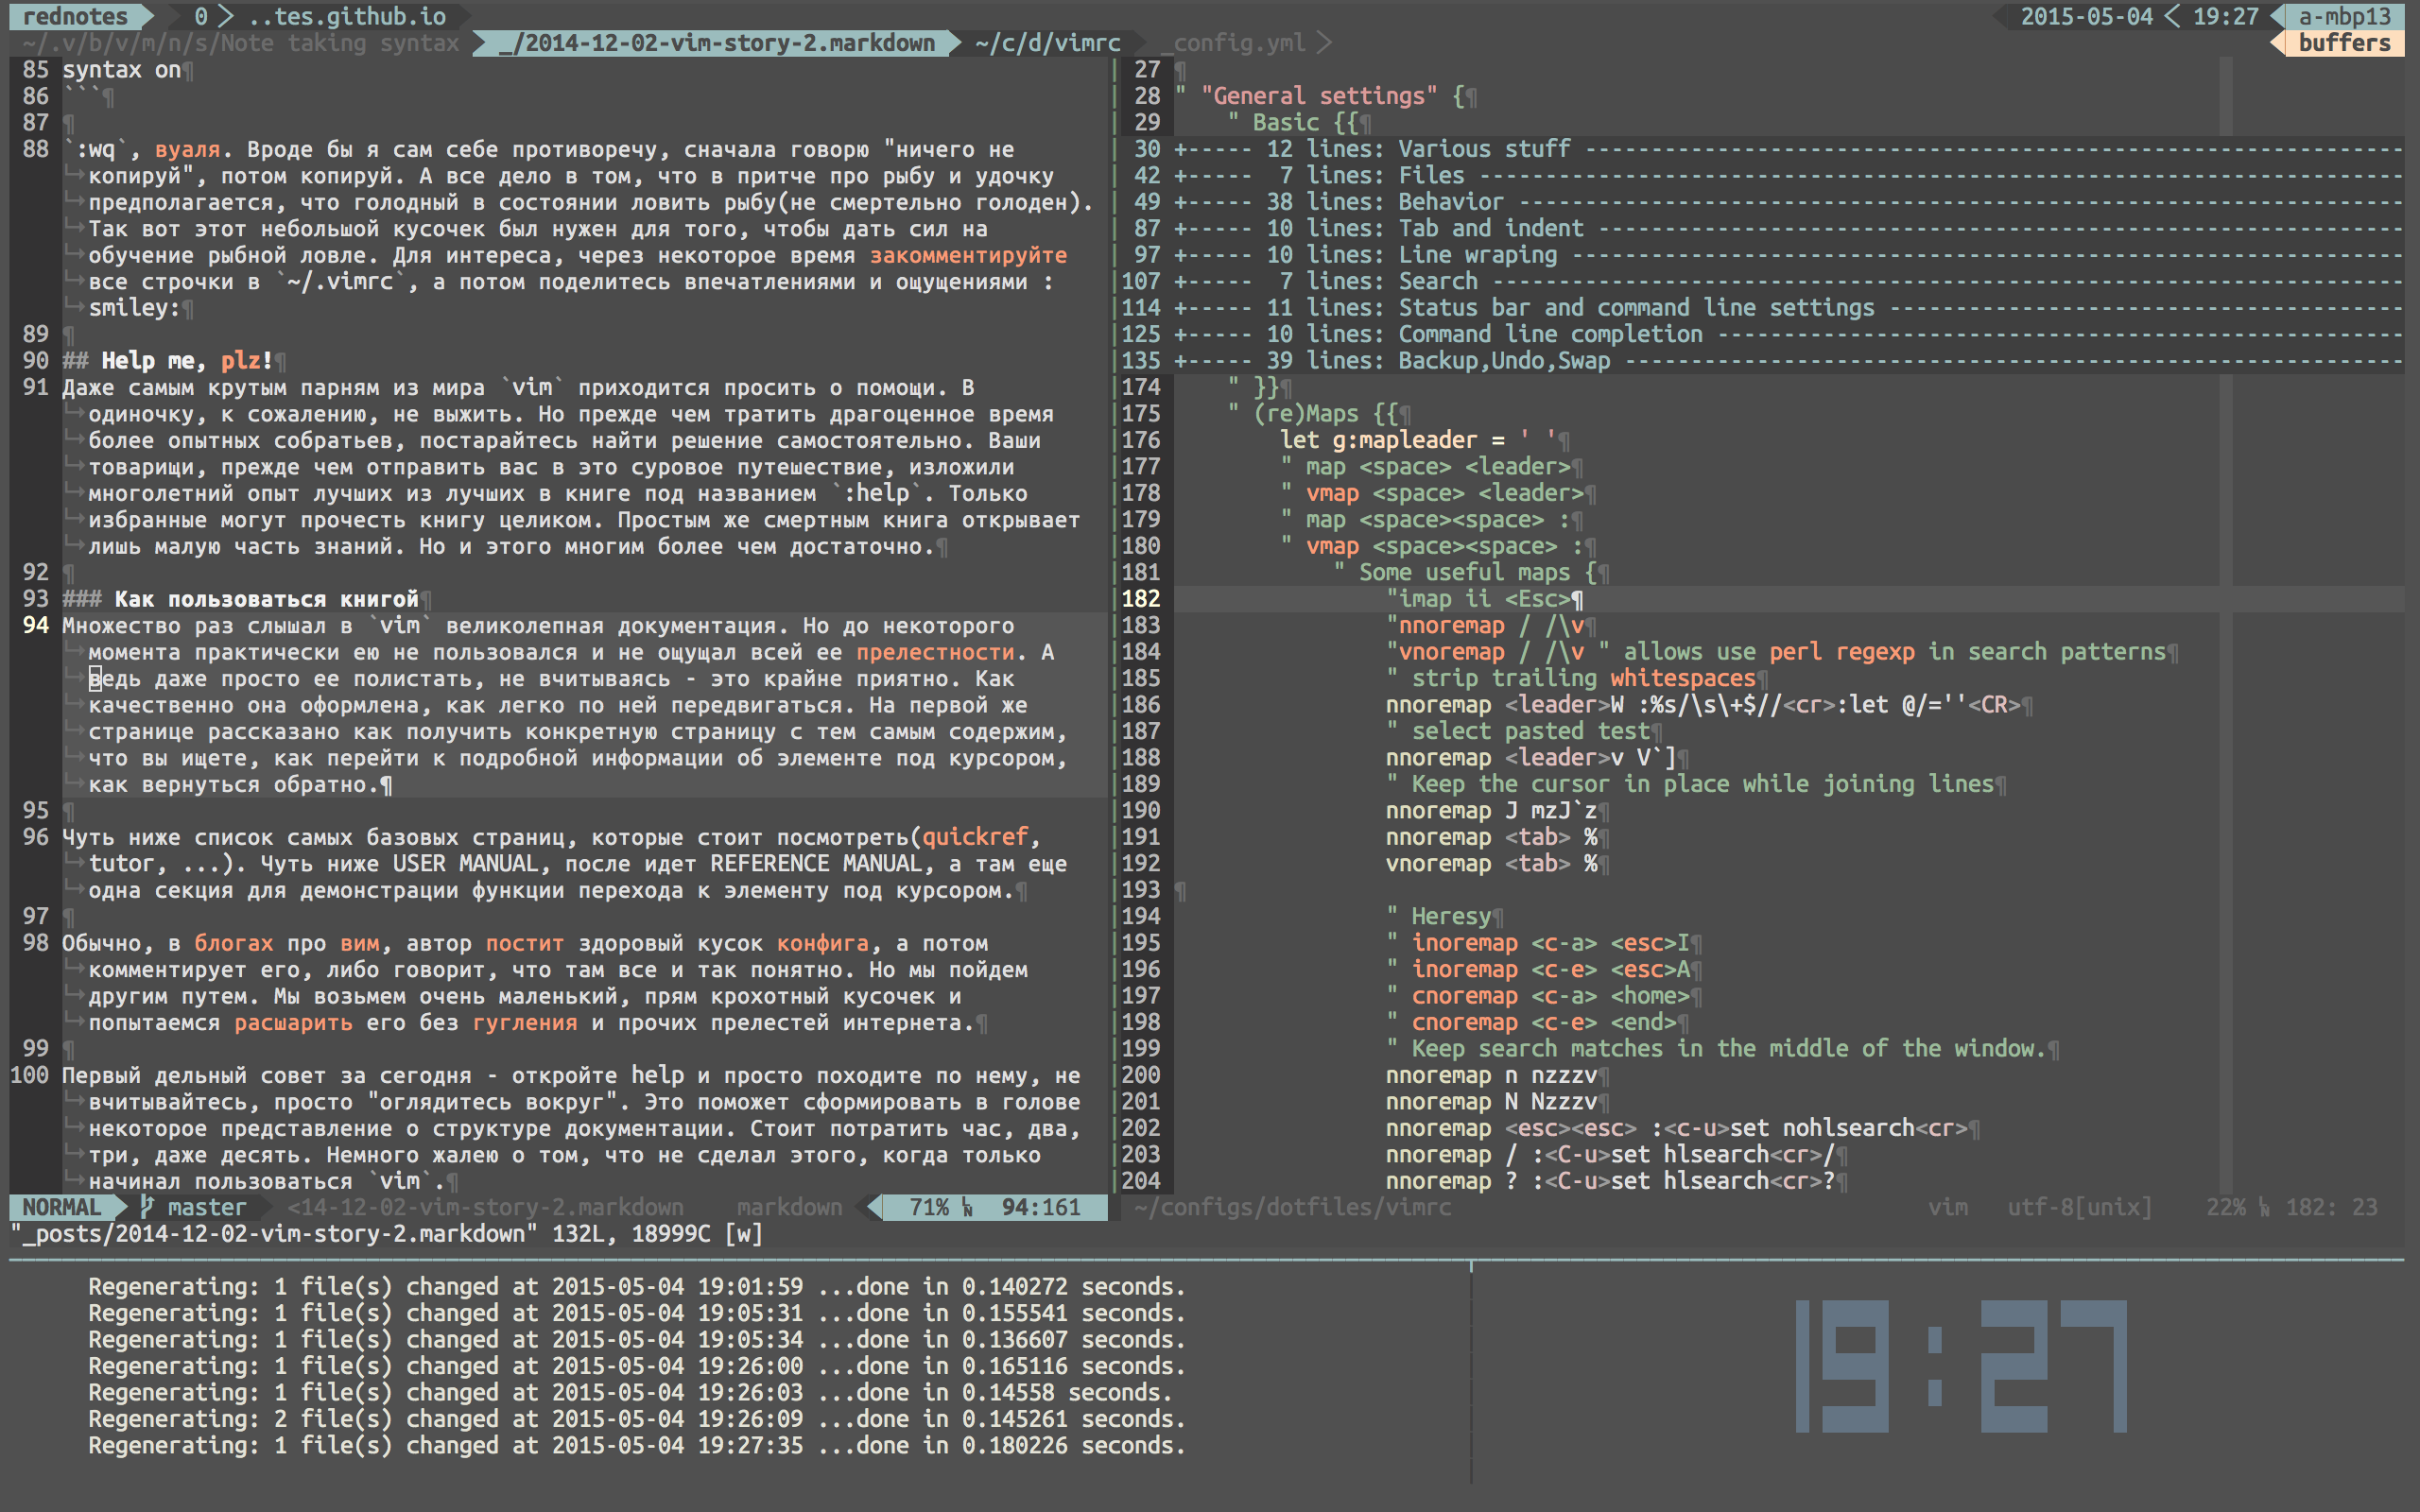 rednotes 0 ..tes.github.io 2015-05-04 19:27 a-mbp13
~/.v/b/v/m/n/s/Note taking syntax _/2014-12-02-vim-story-2.markdown ~/c/d/vimrc _config.yml buffers
85 syntax on¶
86 ```¶
87 ¶
88 `:wq`, вуаля. Вроде бы я сам себе противоречу, сначала говорю "ничего не
копируй", потом копируй. А все дело в том, что в притче про рыбу и удочку
предполагается, что голодный в состоянии ловить рыбу(не смертельно голоден).
Так вот этот небольшой кусочек был нужен для того, чтобы дать сил на
обучение рыбной ловле. Для интереса, через некоторое время закомментируйте
все строчки в `~/.vimrc`, а потом поделитесь впечатлениями и ощущениями :
smiley:¶
89 ¶
90 ## Help me, plz!¶
91 Даже самым крутым парням из мира `vim` приходится просить о помощи. В
одиночку, к сожалению, не выжить. Но прежде чем тратить драгоценное время
более опытных собратьев, постарайтесь найти решение самостоятельно. Ваши
товарищи, прежде чем отправить вас в это суровое путешествие, изложили
многолетний опыт лучших из лучших в книге под названием `:help`. Только
избранные могут прочесть книгу целиком. Простым же смертным книга открывает
лишь малую часть знаний. Но и этого многим более чем достаточно.¶
92 ¶
93 ### Как пользоваться книгой¶
94 Множество раз слышал в `vim` великолепная документация. Но до некоторого
момента практически ею не пользовался и не ощущал всей ее прелестности. А
ведь даже просто ее полистать, не вчитываясь - это крайне приятно. Как
качественно она оформлена, как легко по ней передвигаться. На первой же
странице рассказано как получить конкретную страницу с тем самым содержим,
что вы ищете, как перейти к подробной информации об элементе под курсором,
как вернуться обратно.¶
95 ¶
96 Чуть ниже список самых базовых страниц, которые стоит посмотреть(quickref,
tutor, ...). Чуть ниже USER MANUAL, после идет REFERENCE MANUAL, а там еще
одна секция для демонстрации функции перехода к элементу под курсором.¶
97 ¶
98 Обычно, в блогах про вим, автор постит здоровый кусок конфига, а потом
комментирует его, либо говорит, что там все и так понятно. Но мы пойдем
другим путем. Мы возьмем очень маленький, прям крохотный кусочек и
попытаемся расшарить его без гугления и прочих прелестей интернета.¶
99 ¶
100 Первый дельный совет за сегодня - откройте help и просто походите по нему, не
вчитывайтесь, просто "оглядитесь вокруг". Это поможет сформировать в голове
некоторое представление о структуре документации. Стоит потратить час, два,
три, даже десять. Немного жалею о том, что не сделал этого, когда только
начинал пользоваться `vim`.¶
NORMAL master <14-12-02-vim-story-2.markdown markdown 71% 94:161
"_posts/2014-12-02-vim-story-2.markdown" 132L, 18999C [w]
27 ¶
28 " "General settings" {¶
29 " Basic {{¶
30 +----- 12 lines: Various stuff ---------------------------------------------------------------
42 +----- 7 lines: Files -----------------------------------------------------------------------
49 +----- 38 lines: Behavior --------------------------------------------------------------------
87 +----- 10 lines: Tab and indent --------------------------------------------------------------
97 +----- 10 lines: Line wraping ----------------------------------------------------------------
107 +----- 7 lines: Search ----------------------------------------------------------------------
114 +----- 11 lines: Status bar and command line settings ----------------------------------------
125 +----- 10 lines: Command line completion -----------------------------------------------------
135 +----- 39 lines: Backup,Undo,Swap ------------------------------------------------------------
174 " }}¶
175 " (re)Maps {{¶
176 let g:mapleader = ' '¶
177 " map <space> <leader>¶
178 " vmap <space> <leader>¶
179 " map <space><space> :¶
180 " vmap <space><space> :¶
181 " Some useful maps {¶
182 "imap ii <Esc>¶
183 "nnoremap / /\v¶
184 "vnoremap / /\v " allows use perl regexp in search patterns¶
185 " strip trailing whitespaces¶
186 nnoremap <leader>W :%s/\s\+$//<cr>:let @/=''<CR>¶
187 " select pasted test¶
188 nnoremap <leader>v V`]¶
189 " Keep the cursor in place while joining lines¶
190 nnoremap J mzJ`z¶
191 nnoremap <tab> %¶
192 vnoremap <tab> %¶
193 ¶
194 " Heresy¶
195 " inoremap <c-a> <esc>I¶
196 " inoremap <c-e> <esc>A¶
197 " cnoremap <c-a> <home>¶
198 " cnoremap <c-e> <end>¶
199 " Keep search matches in the middle of the window.¶
200 nnoremap n nzzzv¶
201 nnoremap N Nzzzv¶
202 nnoremap <esc><esc> :<c-u>set nohlsearch<cr>¶
203 nnoremap / :<C-u>set hlsearch<cr>/¶
204 nnoremap ? :<C-u>set hlsearch<cr>?¶
~/configs/dotfiles/vimrc vim utf-8[unix] 22% 182: 23
Regenerating: 1 file(s) changed at 2015-05-04 19:01:59 ...done in 0.140272 seconds.
Regenerating: 1 file(s) changed at 2015-05-04 19:05:31 ...done in 0.155541 seconds.
Regenerating: 1 file(s) changed at 2015-05-04 19:05:34 ...done in 0.136607 seconds.
Regenerating: 1 file(s) changed at 2015-05-04 19:26:00 ...done in 0.165116 seconds.
Regenerating: 1 file(s) changed at 2015-05-04 19:26:03 ...done in 0.14558 seconds.
Regenerating: 2 file(s) changed at 2015-05-04 19:26:09 ...done in 0.145261 seconds.
Regenerating: 1 file(s) changed at 2015-05-04 19:27:35 ...done in 0.180226 seconds.
19:27